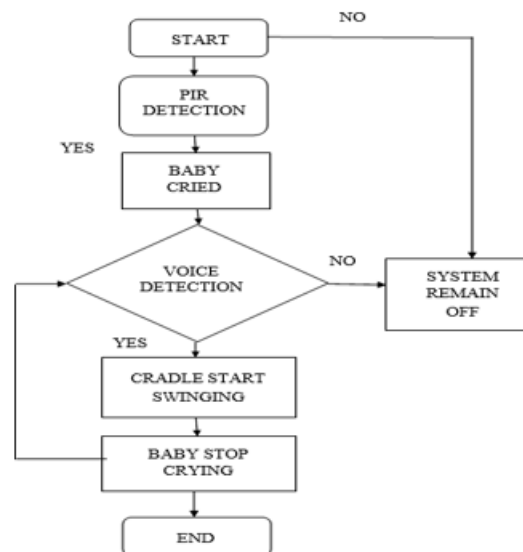 NO
START
PIR
DETECTION
YES
BABY
CRIED
VOICE
DETECTION
NO
SYSTEM
REMAIN
OFF
YES
CRADLE START
SWINGING
BABY STOP
CRYING
END